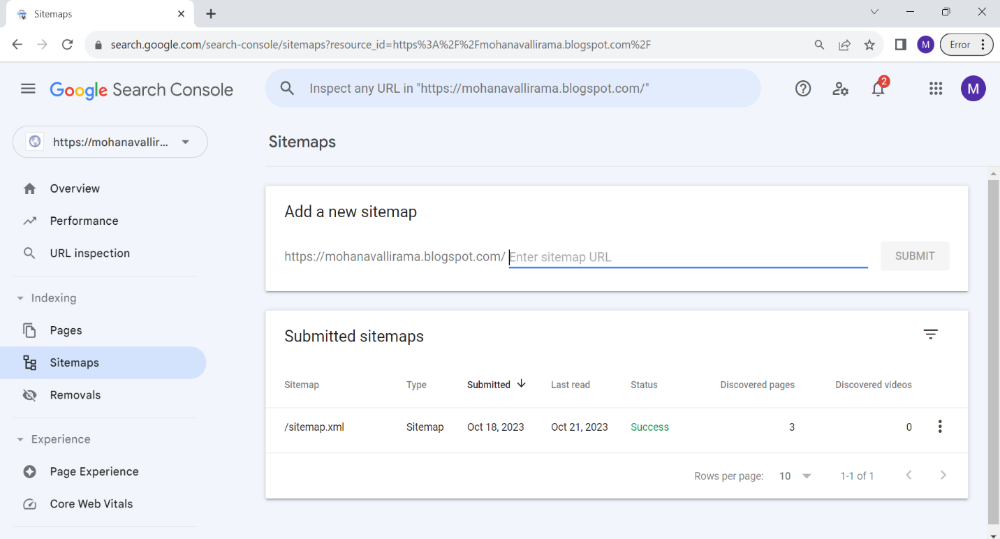 Sitemaps
search.google.com/search-console/sitemaps?resource_id=https%3A%2F%2Fmohanavallirama.blogspot.com%2F
M
Error
Google Search Console
Inspect any URL in "https://mohanavallirama.blogspot.com/"
2
M
https://mohanavallir...
Sitemaps
Overview
Performance
URL inspection
Indexing
Pages
Sitemaps
Removals
Experience
Page Experience
Core Web Vitals
Add a new sitemap
https://mohanavallirama.blogspot.com/ Enter sitemap URL
SUBMIT
Submitted sitemaps
Sitemap Type Submitted Last read Status Discovered pages Discovered videos
/sitemap.xml Sitemap Oct 18, 2023 Oct 21, 2023 Success 3 0
Rows per page: 10 1-1 of 1